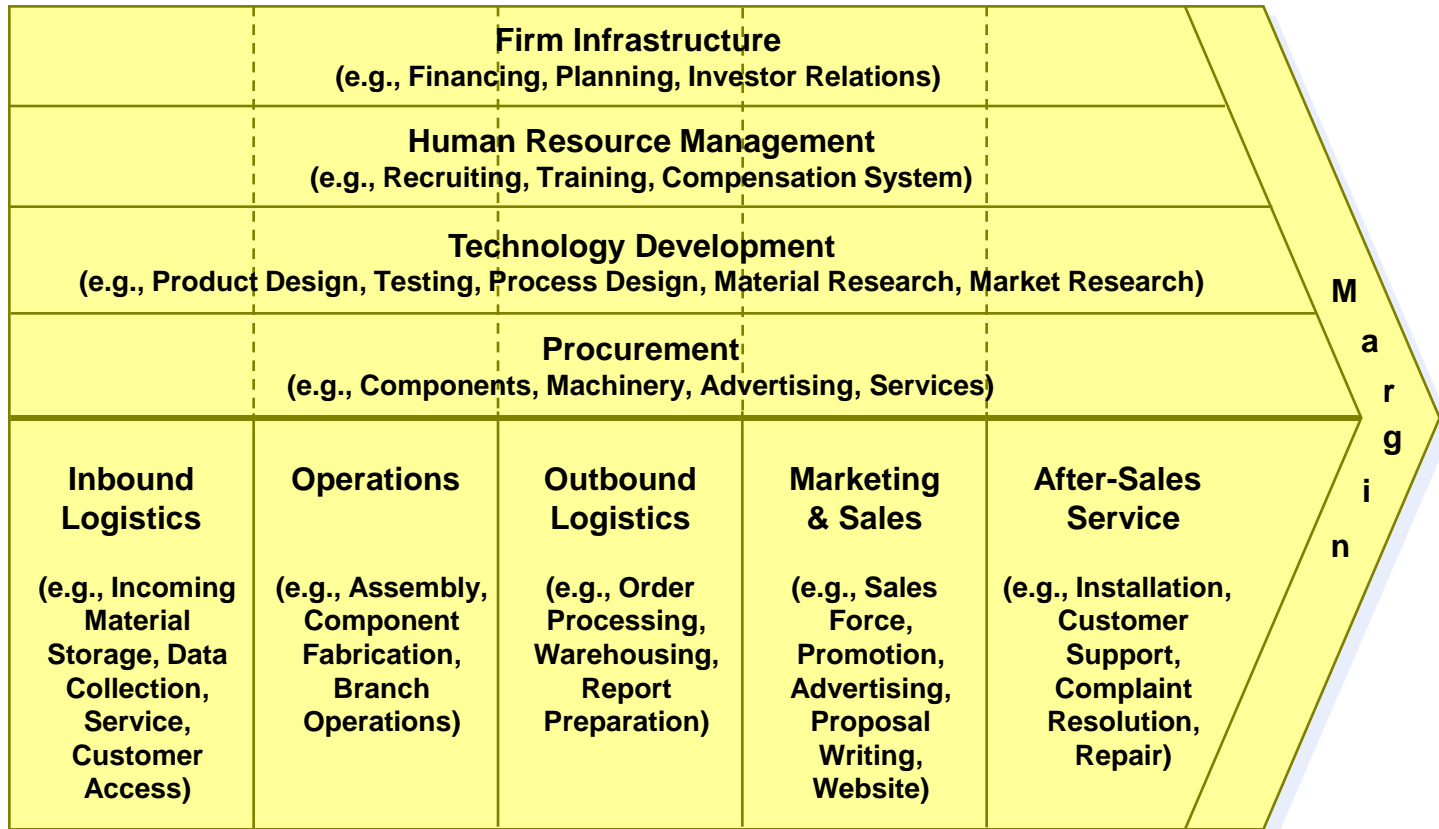 Firm Infrastructure
(e.g., Financing, Planning, Investor Relations)
Human Resource Management
(e.g., Recruiting, Training, Compensation System)
Technology Development
(e.g., Product Design, Testing, Process Design, Material Research, Market Research)
Procurement
(e.g., Components, Machinery, Advertising, Services)
Inbound
Logistics
(e.g., Incoming
Material
Storage, Data
Collection,
Service,
Customer
Access)
Operations
(e.g., Assembly,
Component
Fabrication,
Branch
Operations)
Outbound
Logistics
(e.g., Order
Processing,
Warehousing,
Report
Preparation)
Marketing
& Sales
(e.g., Sales
Force,
Promotion,
Advertising,
Proposal
Writing,
Website)
After-Sales
Service
(e.g., Installation,
Customer
Support,
Complaint
Resolution,
Repair)
Margin